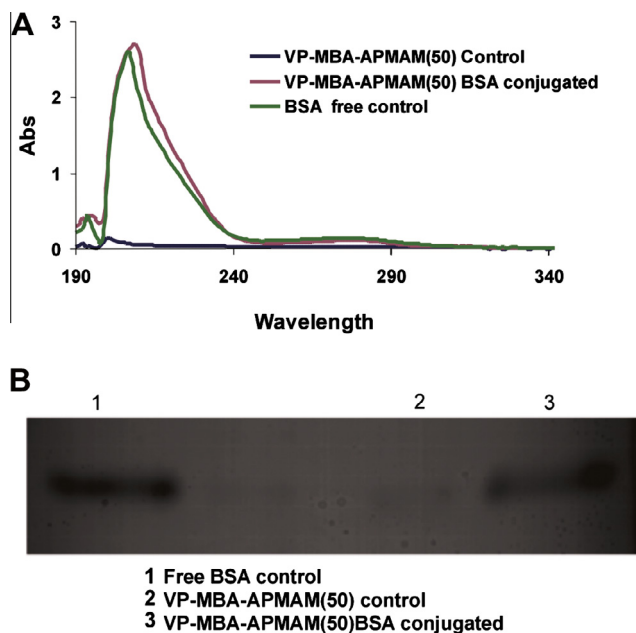 A
3
2
1
0
Abs
VP-MBA-APMAM(50) Control
VP-MBA-APMAM(50) BSA conjugated
BSA free control
190
240
290
340
Wavelength
B
1
2
3
1 Free BSA control
2 VP-MBA-APMAM(50) control
3 VP-MBA-APMAM(50)BSA conjugated